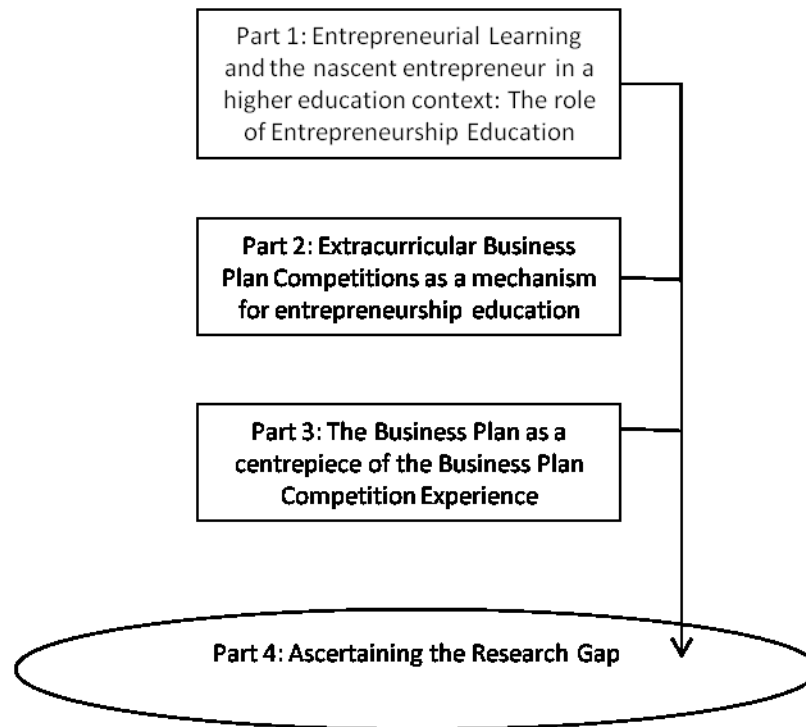 Part 1: Entrepreneurial Learning
and the nascent entrepreneur in a
higher education context: The role
of Entrepreneurship Education
Part 2: Extracurricular Business
Plan Competitions as a mechanism
for entrepreneurship education
Part 3: The Business Plan as a
centrepiece of the Business Plan
Competition Experience
Part 4: Ascertaining the Research Gap